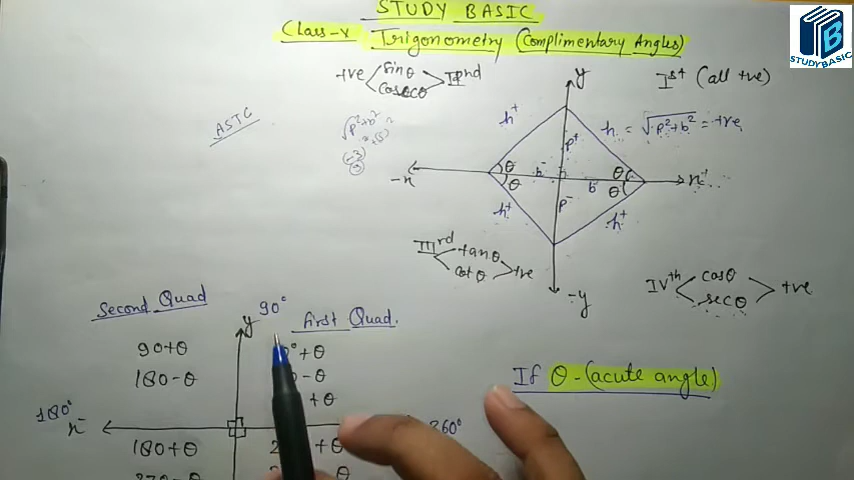 STUDY BASIC
Class-X Trigonometry (Complimentary Angles)
STUDYBASIC
+ve sinθ cosecθ IInd
y
Ist (all +ve)
ASTC
√p²+b² =
h+
p+
h = √p²+b² = +ve
-x
θ
b-
θ
x+
θ
b
θ
p-
h+
h+
IIIrd tanθ cotθ +ve
IVth cosθ secθ +ve
-y
Second Quad
y 90°
First Quad.
90+θ
+θ
180-θ
-θ
If θ-(acute angle)
+θ
180°
x-
360°
180+θ
+θ
θ